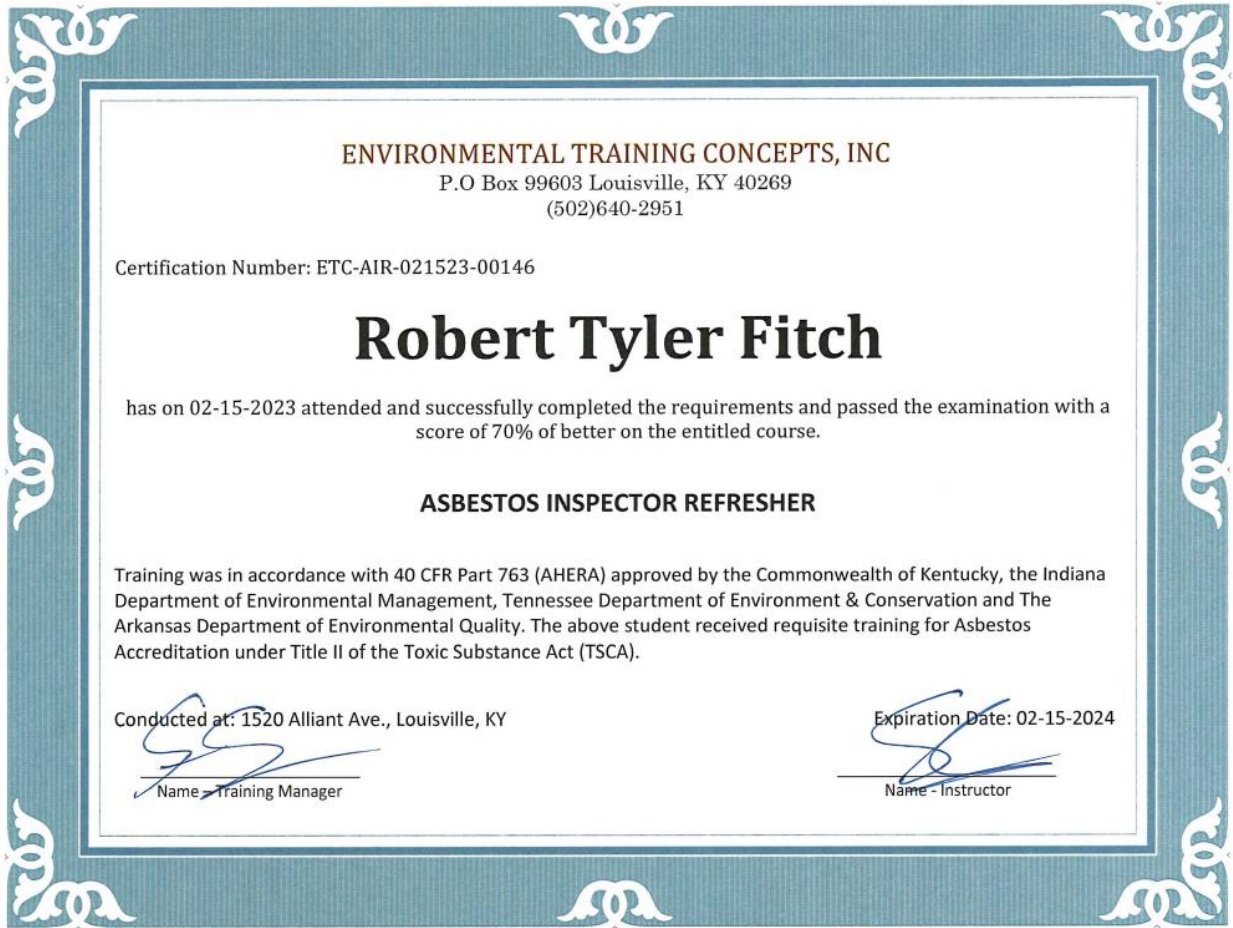 ENVIRONMENTAL TRAINING CONCEPTS, INC
P.O Box 99603 Louisville, KY 40269
(502)640-2951
Certification Number: ETC-AIR-021523-00146
Robert Tyler Fitch
has on 02-15-2023 attended and successfully completed the requirements and passed the examination with a
score of 70% of better on the entitled course.
ASBESTOS INSPECTOR REFRESHER
Training was in accordance with 40 CFR Part 763 (AHERA) approved by the Commonwealth of Kentucky, the Indiana
Department of Environmental Management, Tennessee Department of Environment & Conservation and The
Arkansas Department of Environmental Quality. The above student received requisite training for Asbestos
Accreditation under Title II of the Toxic Substance Act (TSCA).
Conducted at: 1520 Alliant Ave., Louisville, KY
Expiration Date: 02-15-2024
Name – Training Manager
Name - Instructor